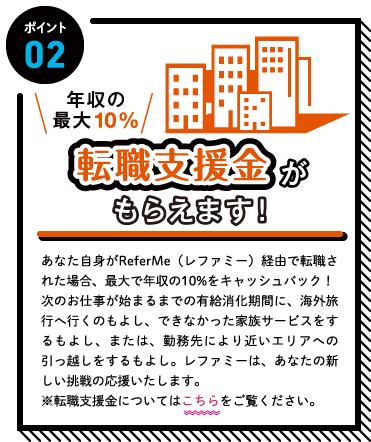 ポイント
02
年収の
最大10%
転職支援金が
もらえます!
あなた自身がReferMe（レファミー）経由で転職さ
れた場合、最大で年収の10%をキャッシュバック！
次のお仕事が始まるまでの有給消化期間に、海外旅
行へ行くのもよし、できなかった家族サービスをす
るもよし、または、勤務先により近いエリアへの
引っ越しをするもよし。レファミーは、あなたの新
しい挑戦の応援いたします。
※転職支援金についてはこちらをご覧ください。